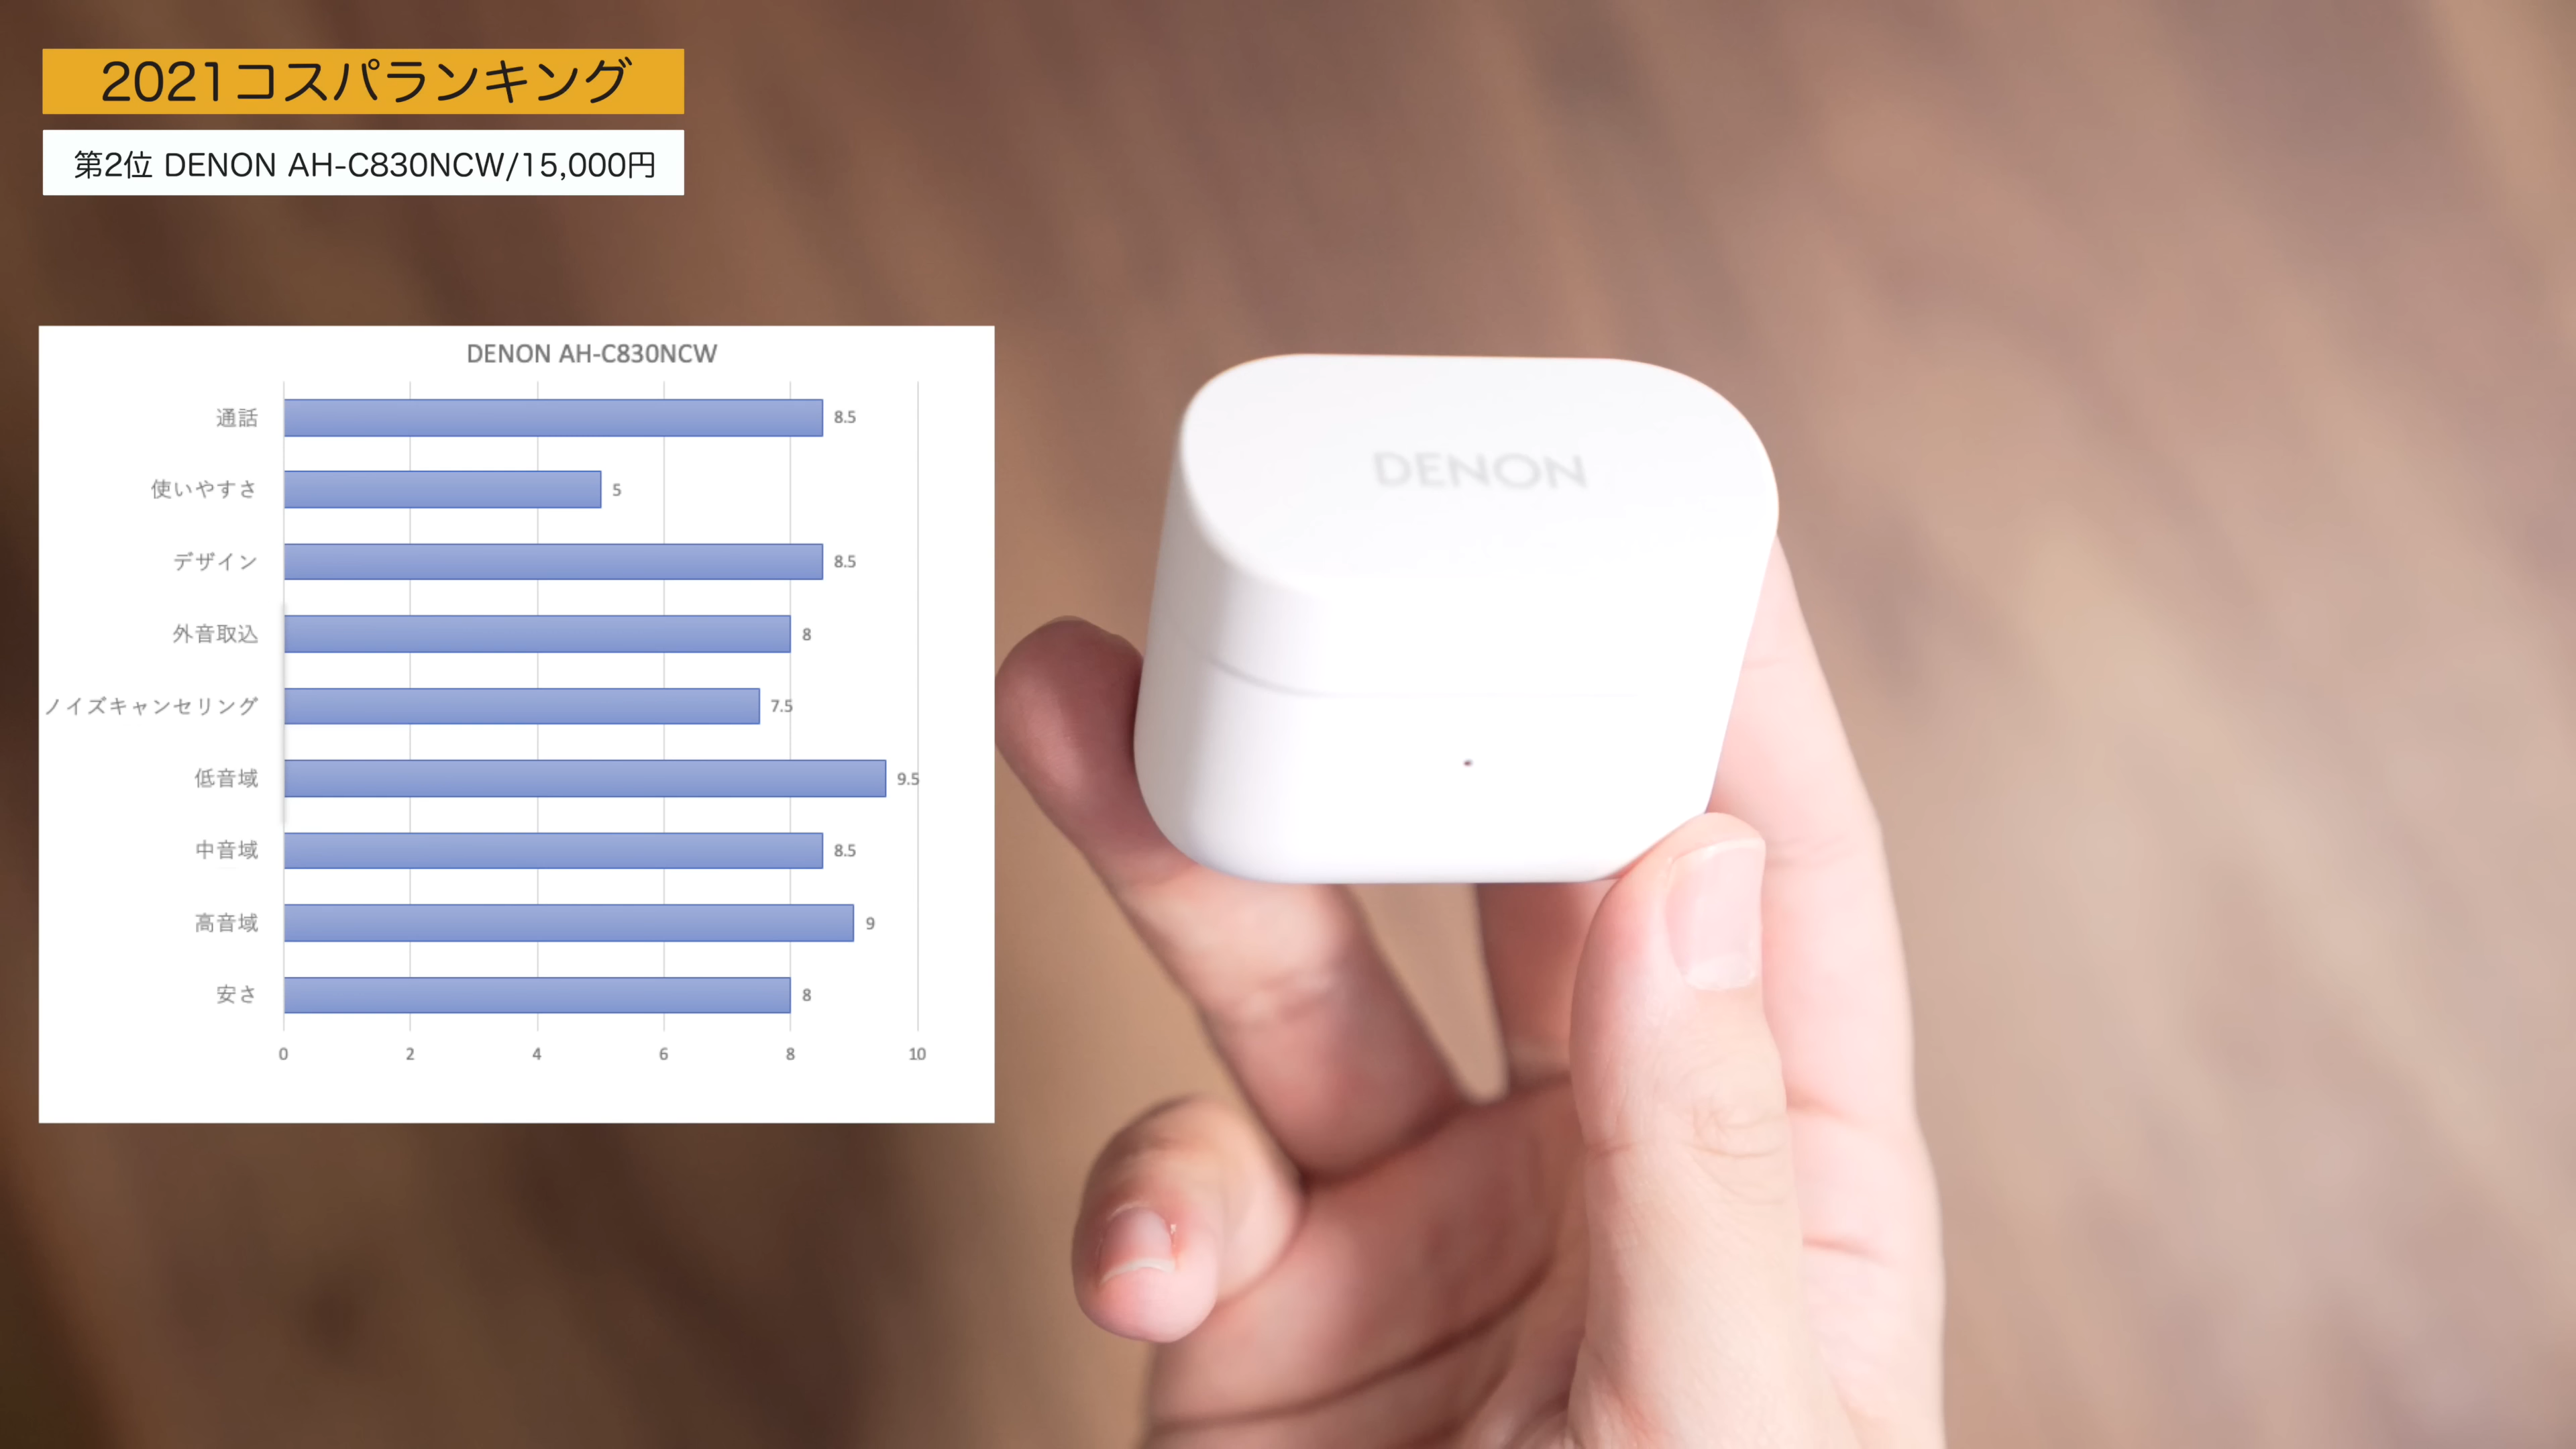 2021コスパランキング
第2位 DENON AH-C830NCW/15,000円
DENON AH-C830NCW
通話 8.5
使いやすさ 5
デザイン 8.5
外音取込 8
ノイズキャンセリング 7.5
低音域 9.5
中音域 8.5
高音域 9
安さ 8
0 2 4 6 8 10
DENON